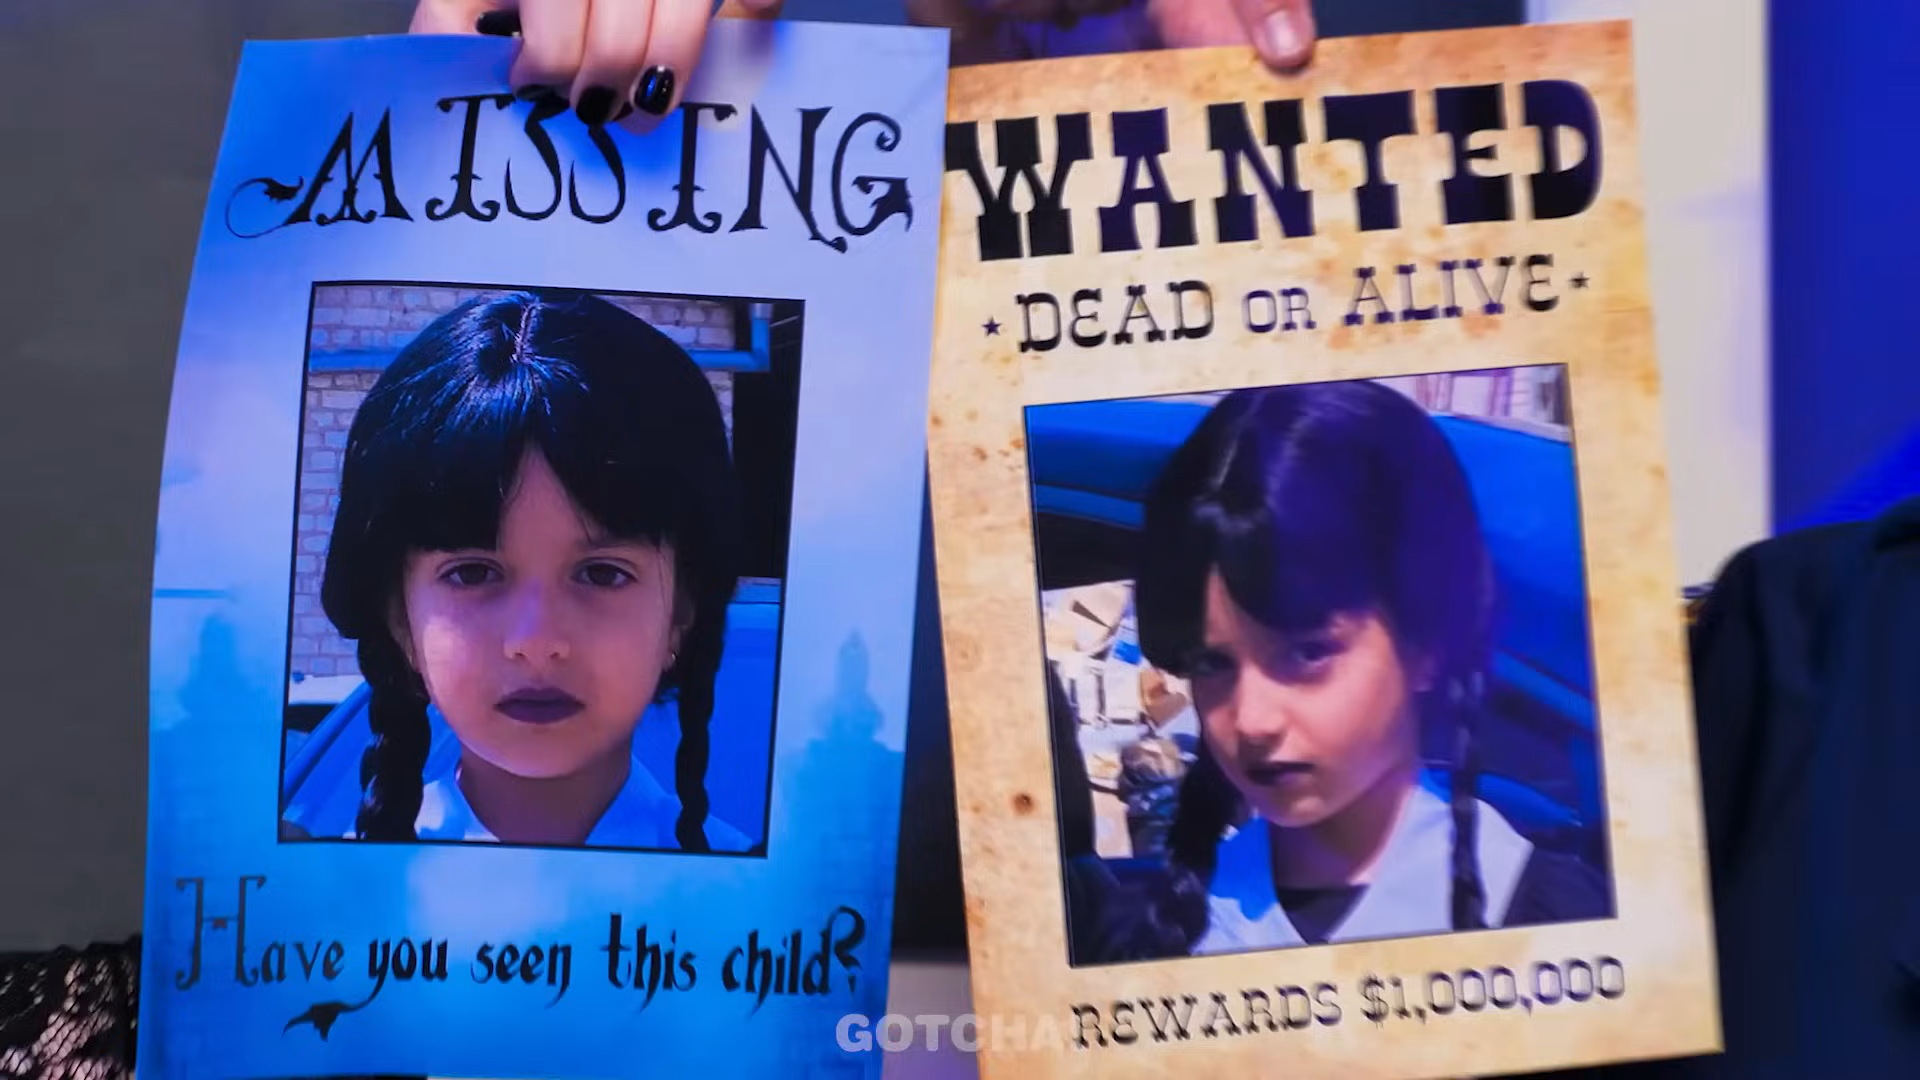 MISSING
Have you seen this child?
WANTED
DEAD OR ALIVE
REWARDS $1,000,000
GOTCHA!